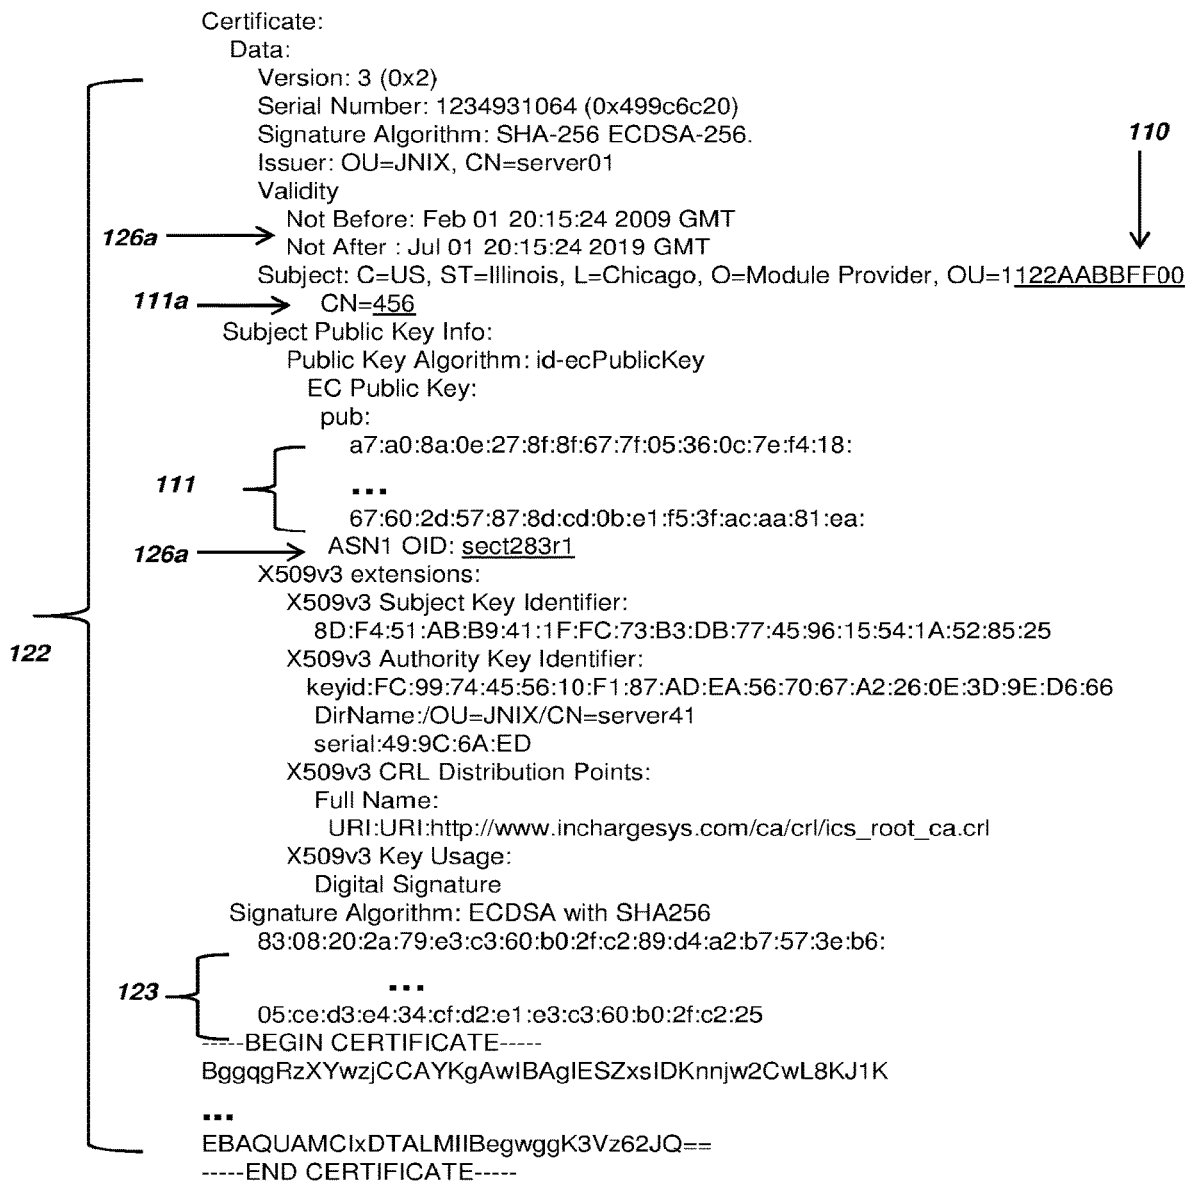 Certificate:
Data:
Version: 3 (0x2)
Serial Number: 1234931064 (0x499c6c20)
Signature Algorithm: SHA-256 ECDSA-256.
110
Issuer: OU=JNIX, CN=server01
Validity
Not Before: Feb 01 20:15:24 2009 GMT
126a
Not After : Jul 01 20:15:24 2019 GMT
Subject: C=US, ST=Illinois, L=Chicago, O=Module Provider, OU=1122AABBFF00
111a
CN=456
Subject Public Key Info:
Public Key Algorithm: id-ecPublicKey
EC Public Key:
pub:
a7:a0:8a:0e:27:8f:8f:67:7f:05:36:0c:7e:f4:18:
111
...
67:60:2d:57:87:8d:cd:0b:e1:f5:3f:ac:aa:81:ea:
126a
ASN1 OID: sect283r1
X509v3 extensions:
X509v3 Subject Key Identifier:
8D:F4:51:AB:B9:41:1F:FC:73:B3:DB:77:45:96:15:54:1A:52:85:25
122
X509v3 Authority Key Identifier:
keyid:FC:99:74:45:56:10:F1:87:AD:EA:56:70:67:A2:26:0E:3D:9E:D6:66
DirName:/OU=JNIX/CN=server41
serial:49:9C:6A:ED
X509v3 CRL Distribution Points:
Full Name:
URI:URI:http://www.inchargesys.com/ca/crl/ics_root_ca.crl
X509v3 Key Usage:
Digital Signature
Signature Algorithm: ECDSA with SHA256
83:08:20:2a:79:e3:c3:60:b0:2f:c2:89:d4:a2:b7:57:3e:b6:
123
...
05:ce:d3:e4:34:cf:d2:e1:e3:c3:60:b0:2f:c2:25
-----BEGIN CERTIFICATE-----
BggqgRzXYwzjCCAYKgAwIBAgIESZxsIDKnnjw2CwL8KJ1K
...
EBAQUAMCIxDTALMIIBegwggK3Vz62JQ==
-----END CERTIFICATE-----